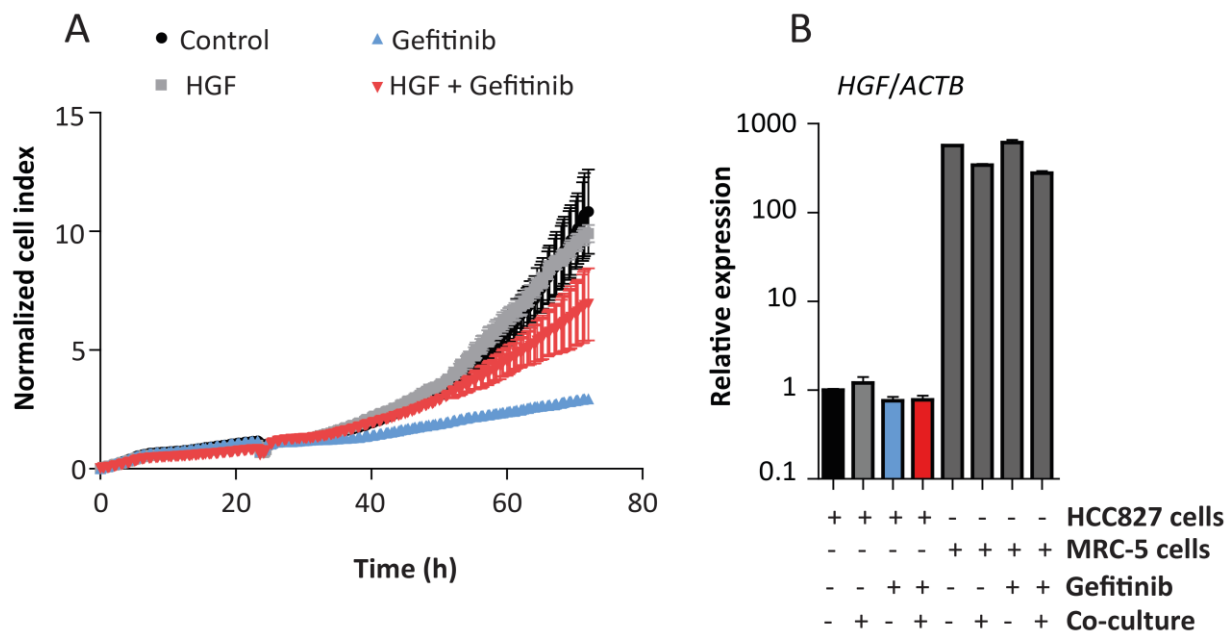 A
Control
Gefitinib
HGF
HGF + Gefitinib
15
10
5
0
0 20 40 60 80
Normalized cell index
Time (h)
B
HGF/ACTB
1000
100
10
1
0.1
Relative expression
+ + + + - - - - HCC827 cells
- - - - + + + + MRC-5 cells
- - + + - - + + Gefitinib
- + - + - + - + Co-culture